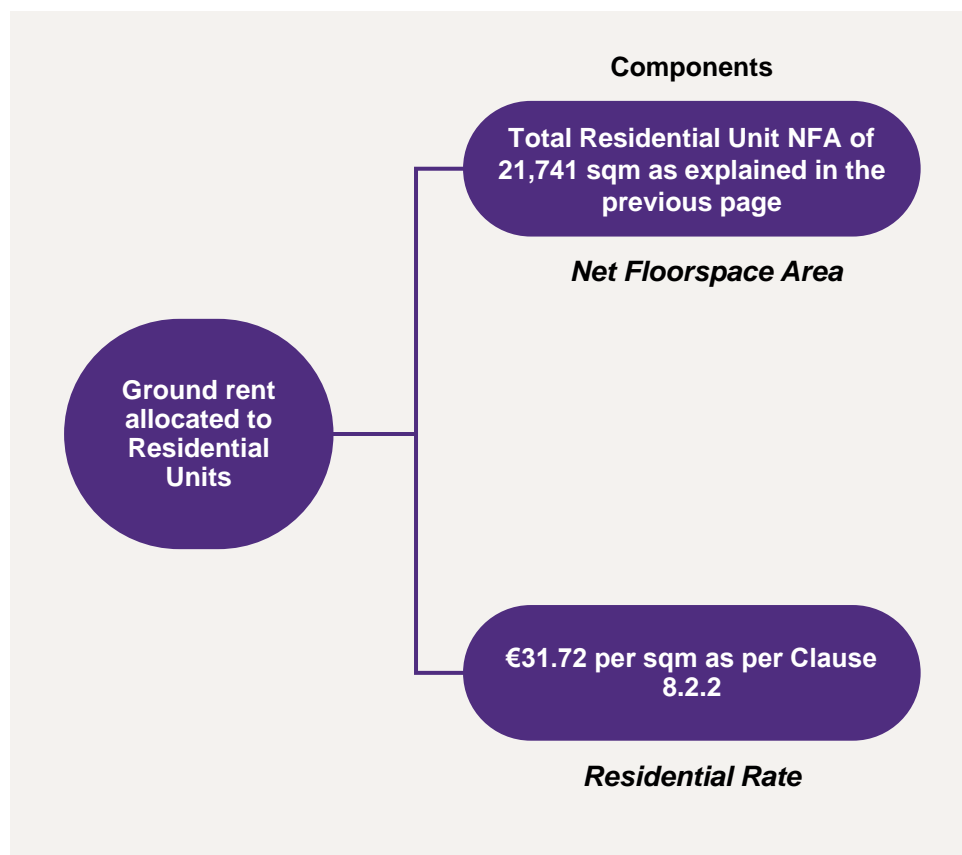 Components
Total Residential Unit NFA of
21,741 sqm as explained in the
previous page
Net Floorspace Area
Ground rent
allocated to
Residential
Units
€31.72 per sqm as per Clause
8.2.2
Residential Rate